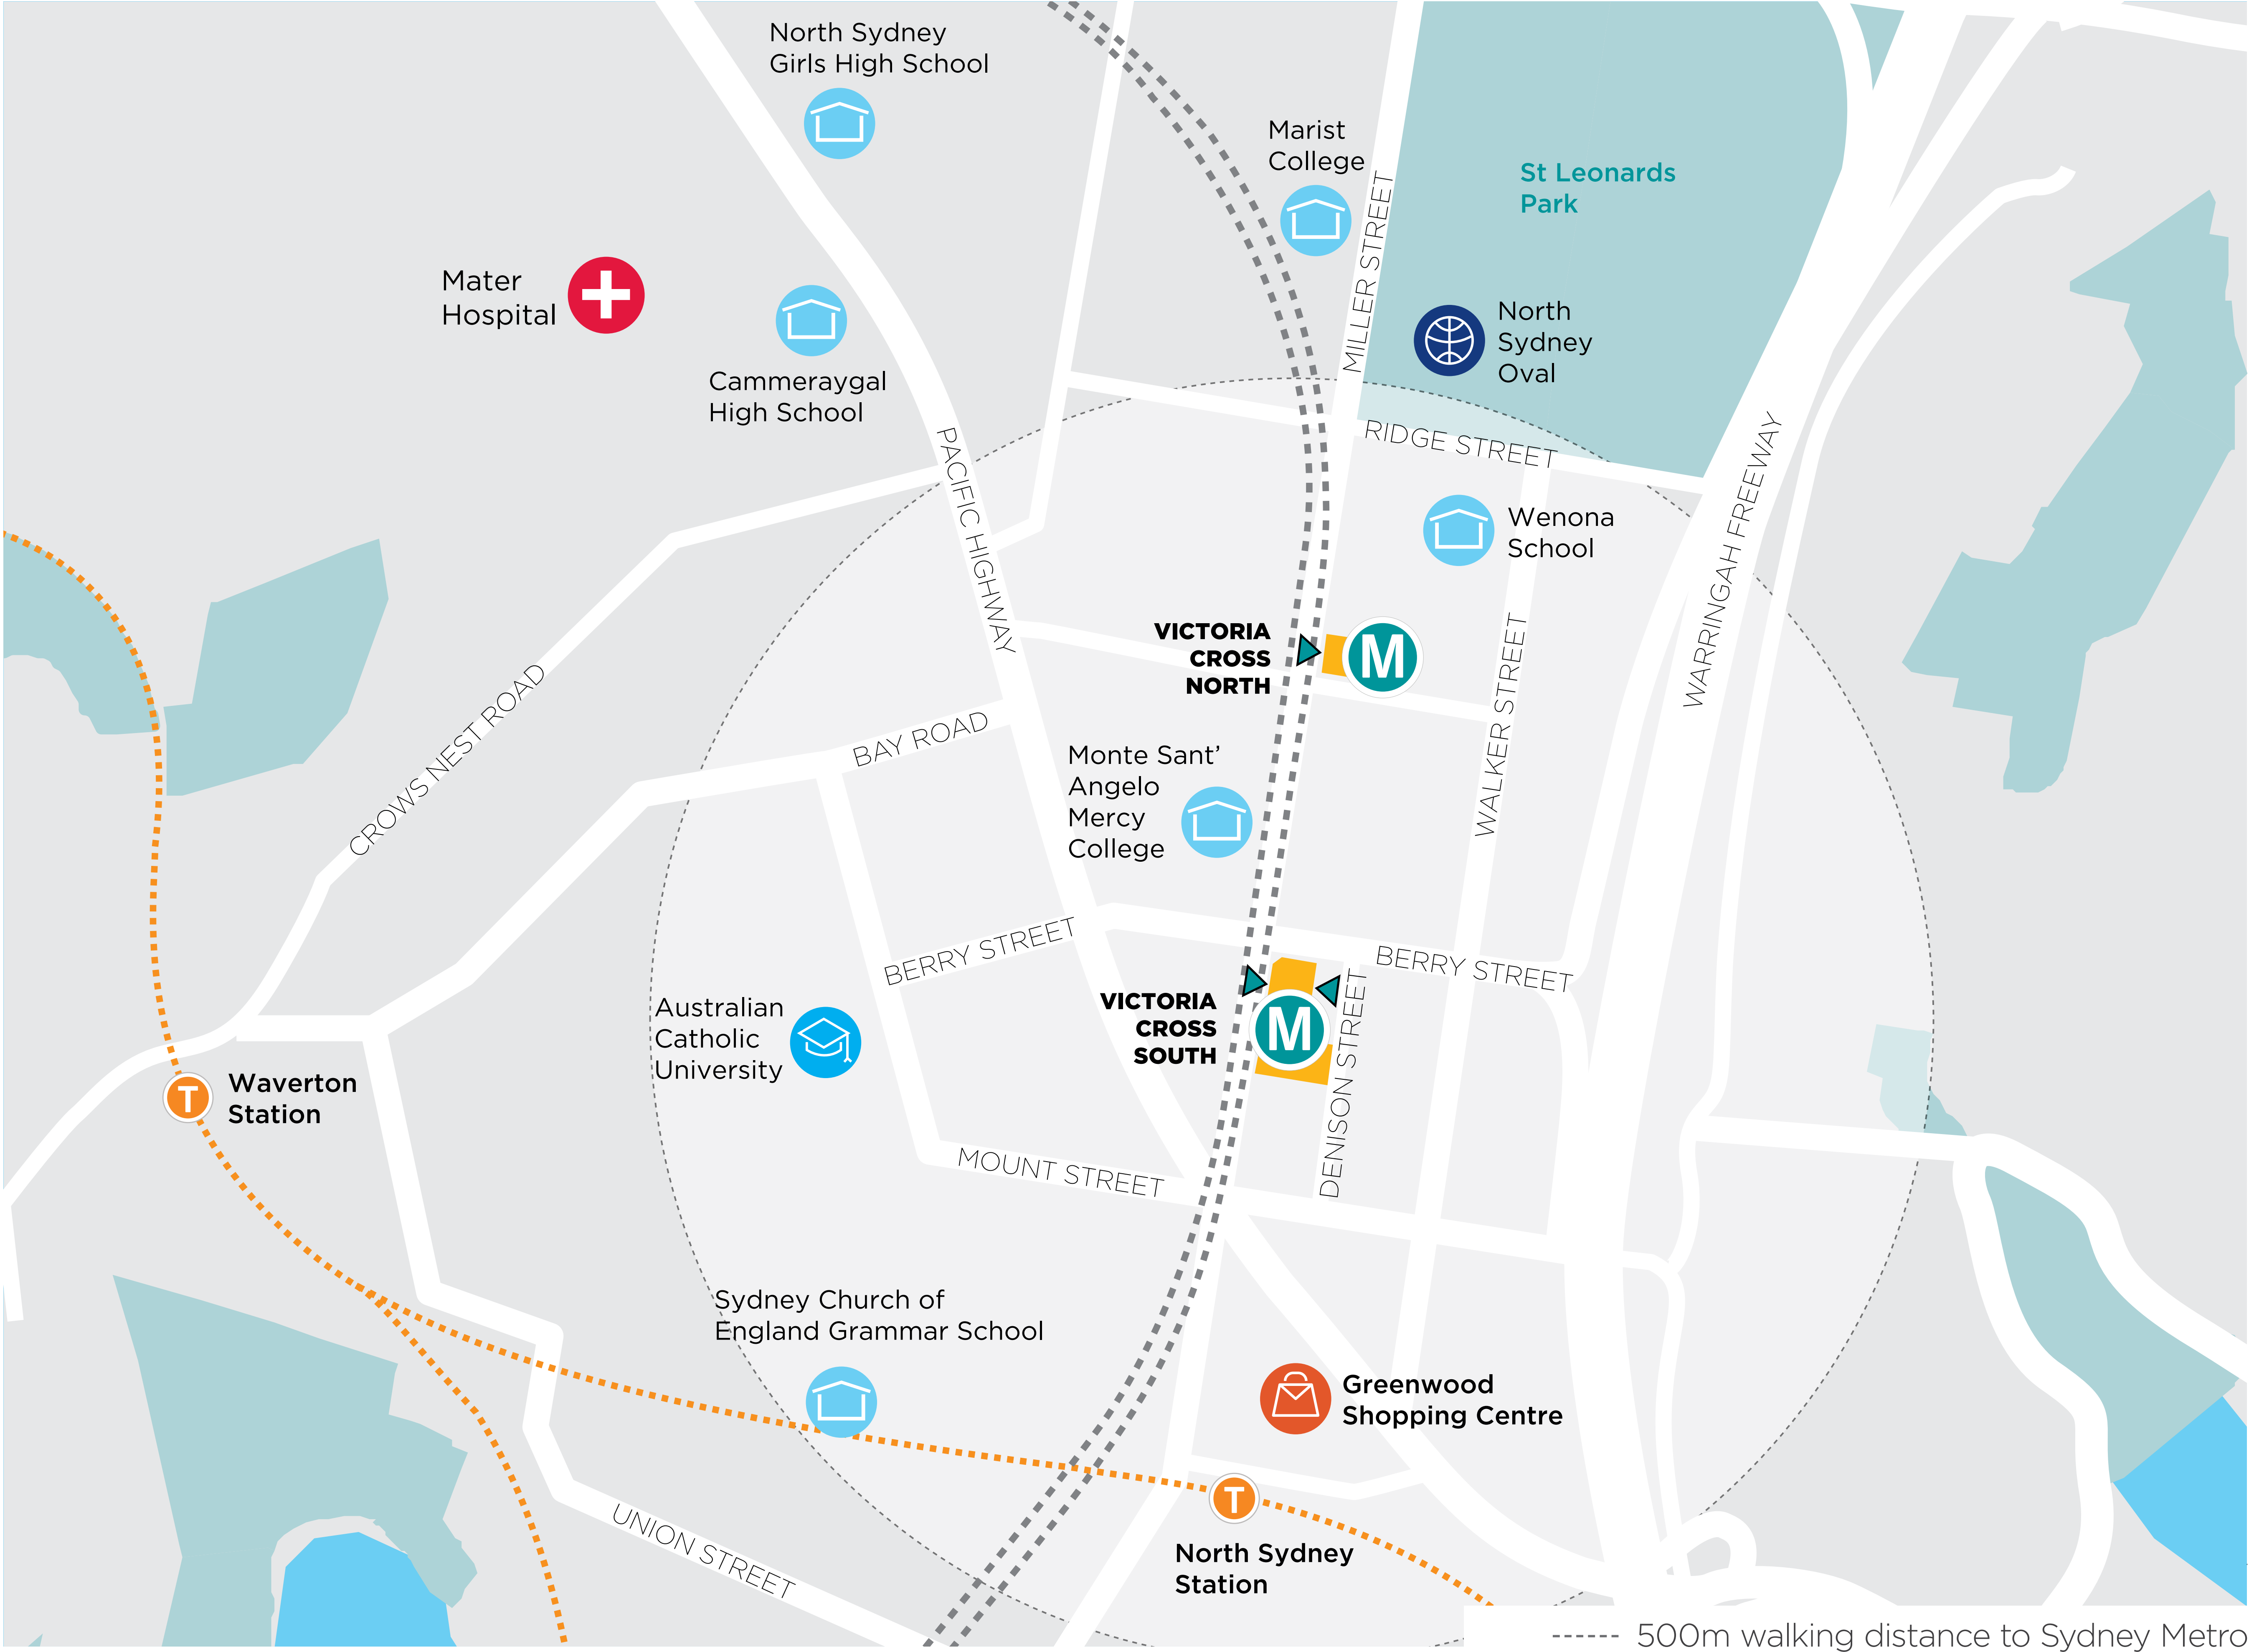 North Sydney
Girls High School
Marist
College
St Leonards
Park
MILLER STREET
Mater
Hospital
North
Sydney
Oval
Cammeraygal
High School
RIDGE STREET
PACIFIC HIGHWAY
WARRINGAH FREEWAY
Wenona
School
VICTORIA
CROSS
NORTH
M
WALKER STREET
CROWS NEST ROAD
BAY ROAD
Monte Sant’
Angelo
Mercy
College
BERRY STREET
BERRY STREET
VICTORIA
CROSS
SOUTH
M
DENISON STREET
Australian
Catholic
University
T
Waverton
Station
MOUNT STREET
Sydney Church of
England Grammar School
Greenwood
Shopping Centre
T
North Sydney
Station
UNION STREET
500m walking distance to Sydney Metro